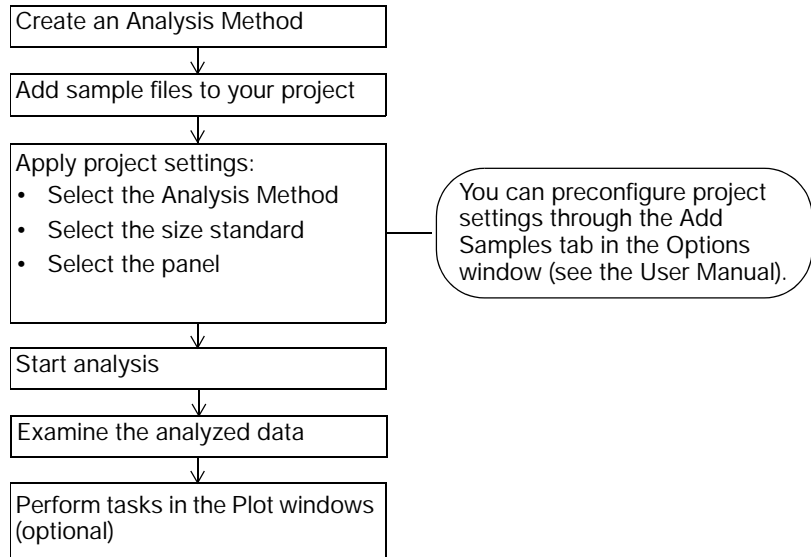 Create an Analysis Method
Add sample files to your project
Apply project settings:
• Select the Analysis Method
• Select the size standard
• Select the panel
You can preconfigure project
settings through the Add
Samples tab in the Options
window (see the User Manual).
Start analysis
Examine the analyzed data
Perform tasks in the Plot windows
(optional)